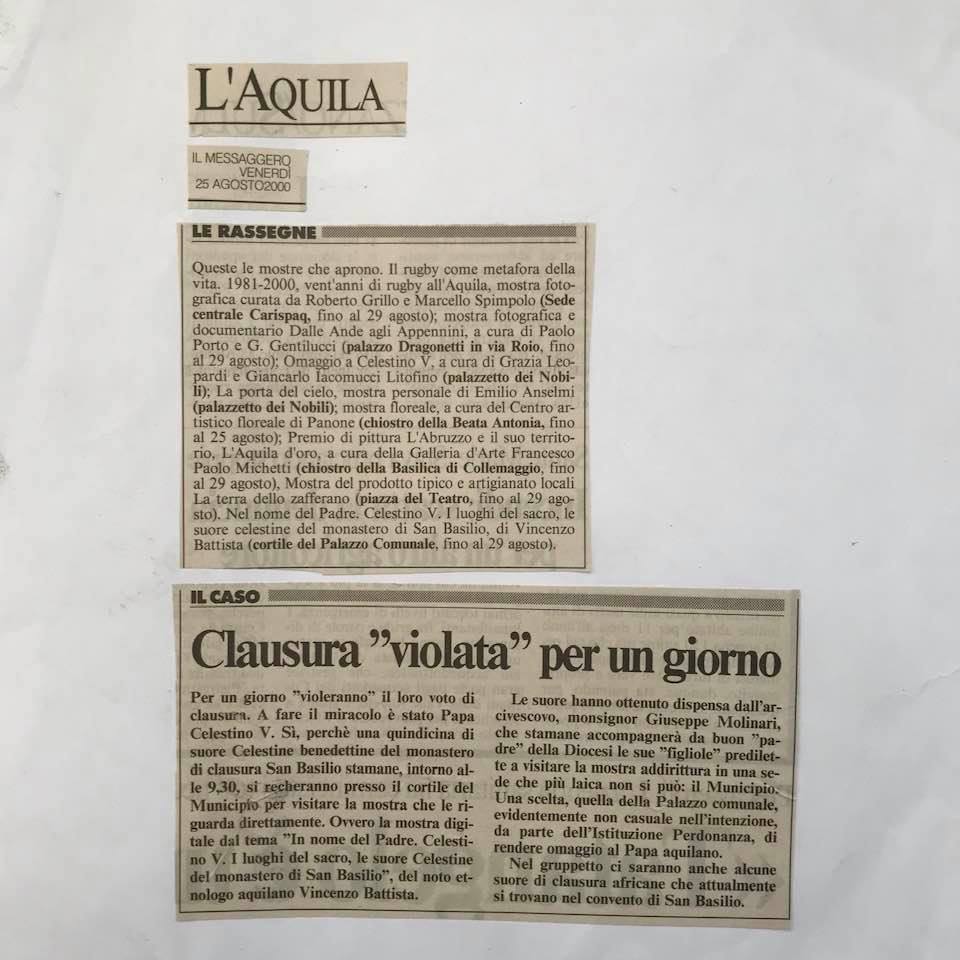 L'AQUILA
IL MESSAGGERO
VENERDÌ
25 AGOSTO2000
LE RASSEGNE
Queste le mostre che aprono. Il rugby come metafora della
vita. 1981-2000, vent'anni di rugby all'Aquila, mostra foto-
grafica curata da Roberto Grillo e Marcello Spimpolo (Sede
centrale Carispaq, fino al 29 agosto); mostra fotografica e
documentario Dalle Ande agli Appennini, a cura di Paolo
Porto e G. Gentilucci (palazzo Dragonetti in via Roio, fino
al 29 agosto); Omaggio a Celestino V, a cura di Grazia Leo-
pardi e Giancarlo Iacomucci Litofino (palazzetto dei Nobi-
li); La porta del cielo, mostra personale di Emilio Anselmi
(palazzetto dei Nobili); mostra floreale, a cura del Centro ar-
tistico floreale di Panone (chiostro della Beata Antonia, fino
al 25 agosto); Premio di pittura L'Abruzzo e il suo territo-
rio, L'Aquila d'oro, a cura della Galleria d'Arte Francesco
Paolo Michetti (chiostro della Basilica di Collemaggio, fino
al 29 agosto), Mostra del prodotto tipico e artigianato locali
La terra dello zafferano (piazza del Teatro, fino al 29 ago-
sto). Nel nome del Padre. Celestino V. I luoghi del sacro, le
suore celestine del monastero di San Basilio, di Vincenzo
Battista (cortile del Palazzo Comunale, fino al 29 agosto).
IL CASO
Clausura ”violata” per un giorno
Per un giorno ”violeranno” il loro voto di
clausura. A fare il miracolo è stato Papa
Celestino V. Sì, perchè una quindicina di
suore Celestine benedettine del monastero
di clausura San Basilio stamane, intorno al-
le 9,30, si recheranno presso il cortile del
Municipio per visitare la mostra che le ri-
guarda direttamente. Ovvero la mostra digi-
tale dal tema ”In nome del Padre. Celesti-
no V. I luoghi del sacro, le suore Celestine
del monastero di San Basilio”, del noto et-
nologo aquilano Vincenzo Battista.
Le suore hanno ottenuto dispensa dall'ar-
civescovo, monsignor Giuseppe Molinari,
che stamane accompagnerà da buon ”pa-
dre” della Diocesi le sue ”figliole” predilet-
te a visitare la mostra addirittura in una se-
de che più laica non si può: il Municipio.
Una scelta, quella della Palazzo comunale,
evidentemente non casuale nell'intenzione,
da parte dell'Istituzione Perdonanza, di
rendere omaggio al Papa aquilano.
Nel gruppetto ci saranno anche alcune
suore di clausura africane che attualmente
si trovano nel convento di San Basilio.